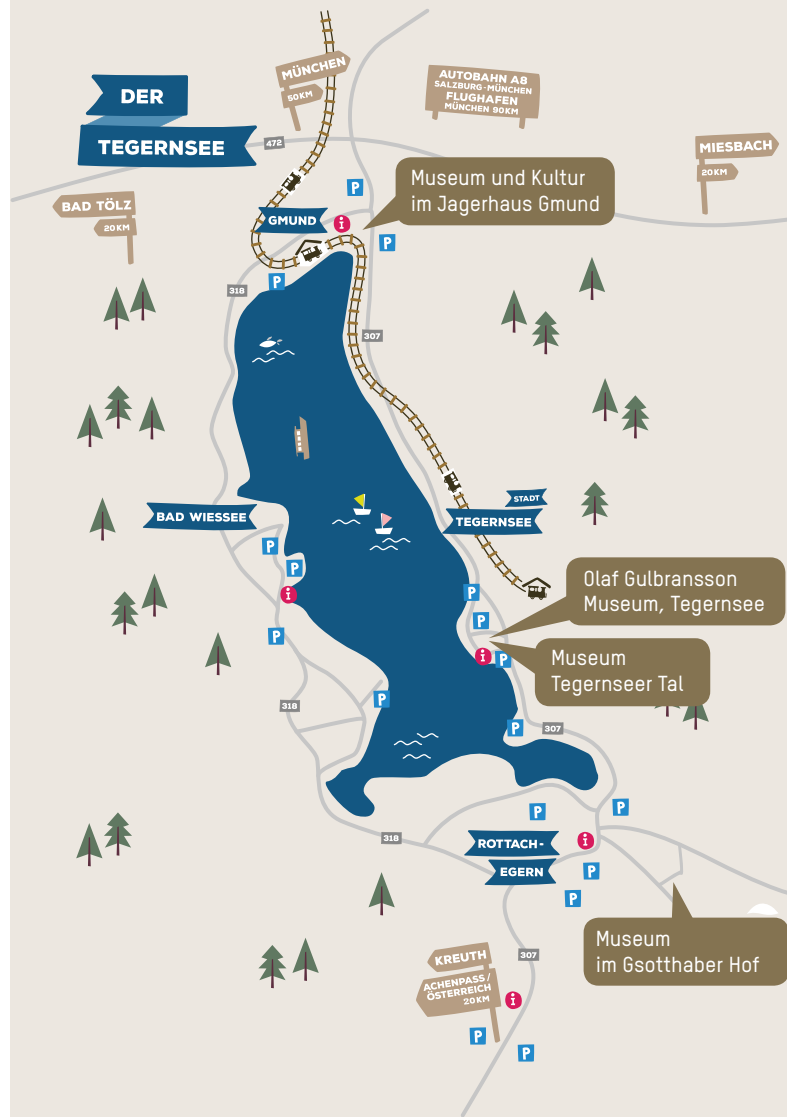 DER
TEGERNSEE
MÜNCHEN
50KM
AUTOBAHN A8
SALZBURG-MÜNCHEN
FLUGHAFEN
MÜNCHEN 90KM
472
MIESBACH
20KM
BAD TÖLZ
20KM
P
Museum und Kultur
im Jagerhaus Gmund
GMUND
i
P
P
318
307
STADT
TEGERNSEE
BAD WIESSEE
P
P
i
P
P
P
Olaf Gulbransson
Museum, Tegernsee
i
P
Museum
Tegernseer Tal
P
318
P
307
P
P
318
ROTTACH-
EGERN
i
P
P
Museum
im Gsotthaber Hof
307
KREUTH
ACHENPASS/
ÖSTERREICH
20KM
i
P
P